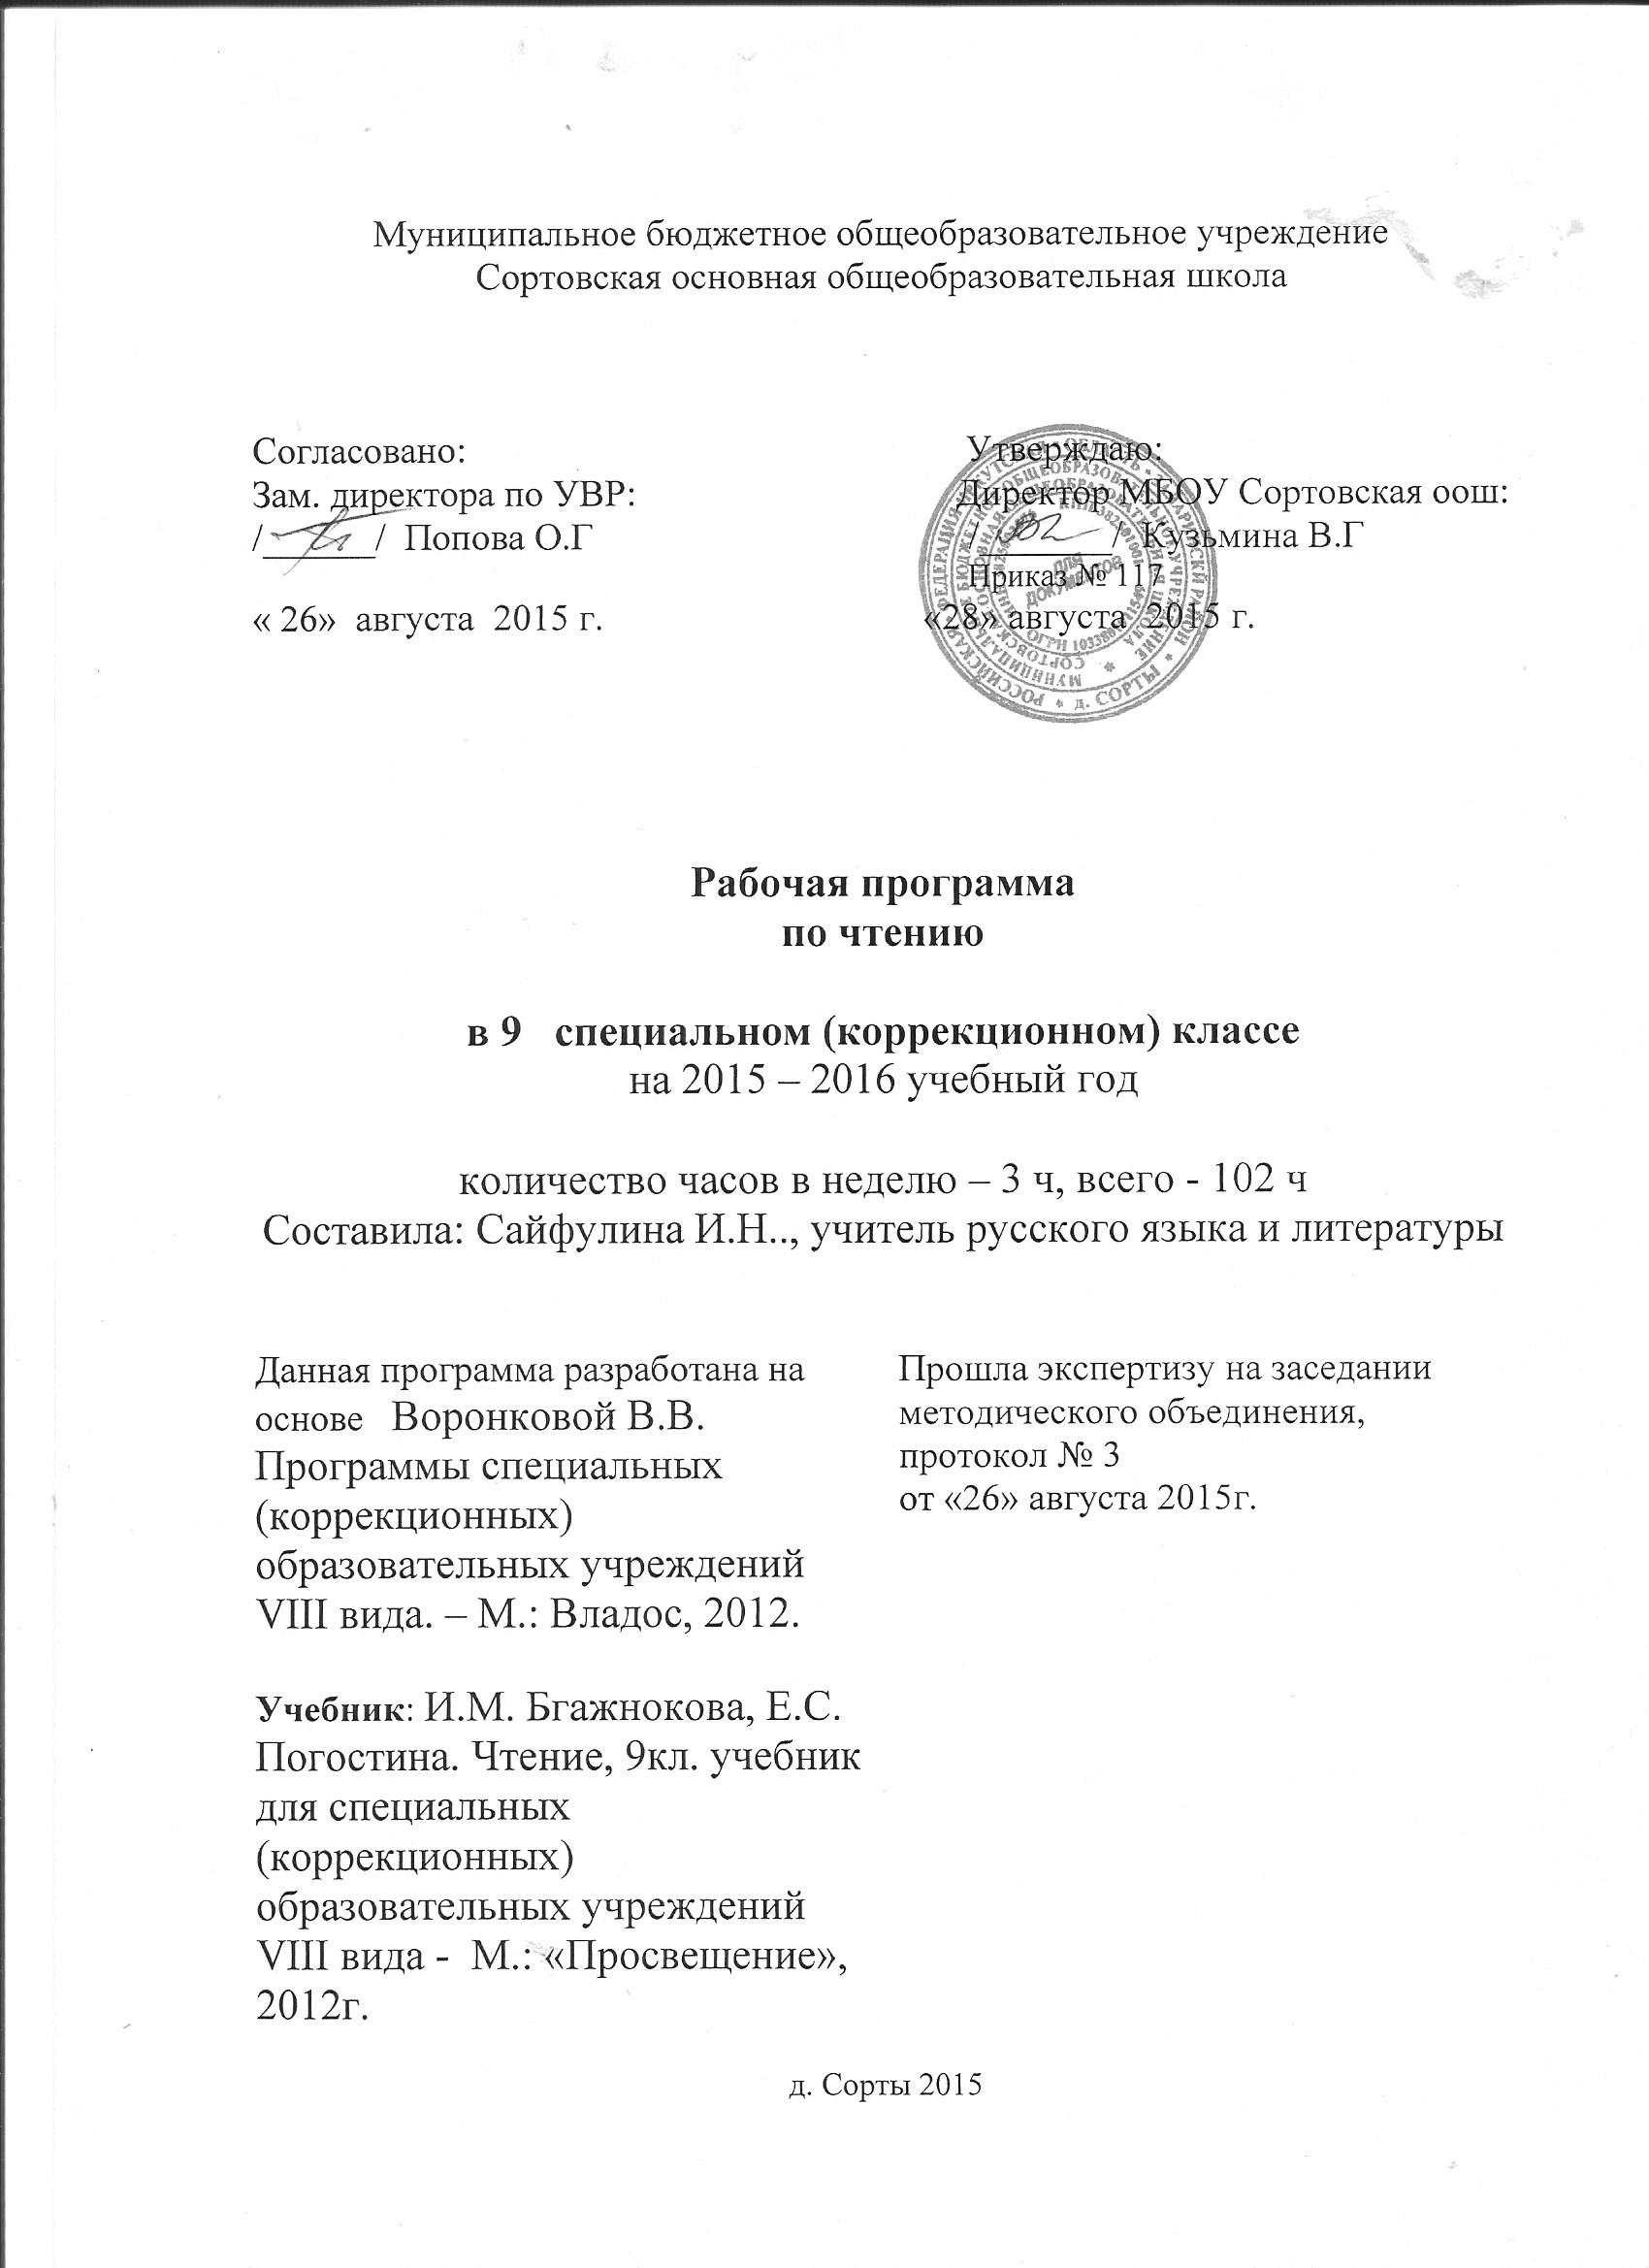 Муниципальное бюджетное общеобразовательное учреждение
Сортовская основная общеобразовательная школа
Согласовано:
Зам. директора по УВР:
/______/ Попова О.Г
« 26» августа 2015 г.
Утверждаю:
Директор МБОУ Сортовская оош:
/_______/ Кузьмина В.Г
Приказ № 117
«28» августа 2015 г.
ДЛЯ
ДОКУМЕНТОВ
д. СОРТЫ
Рабочая программа
по чтению
в 9 специальном (коррекционном) классе
на 2015 – 2016 учебный год
количество часов в неделю – 3 ч, всего - 102 ч
Составила: Сайфулина И.Н.., учитель русского языка и литературы
Данная программа разработана на
основе Воронковой В.В.
Программы специальных
(коррекционных)
образовательных учреждений
VIII вида. – М.: Владос, 2012.
Учебник: И.М. Бгажнокова, Е.С.
Погостина. Чтение, 9кл. учебник
для специальных
(коррекционных)
образовательных учреждений
VIII вида - М.: «Просвещение»,
2012г.
Прошла экспертизу на заседании
методического объединения,
протокол № 3
от «26» августа 2015г.
д. Сорты 2015